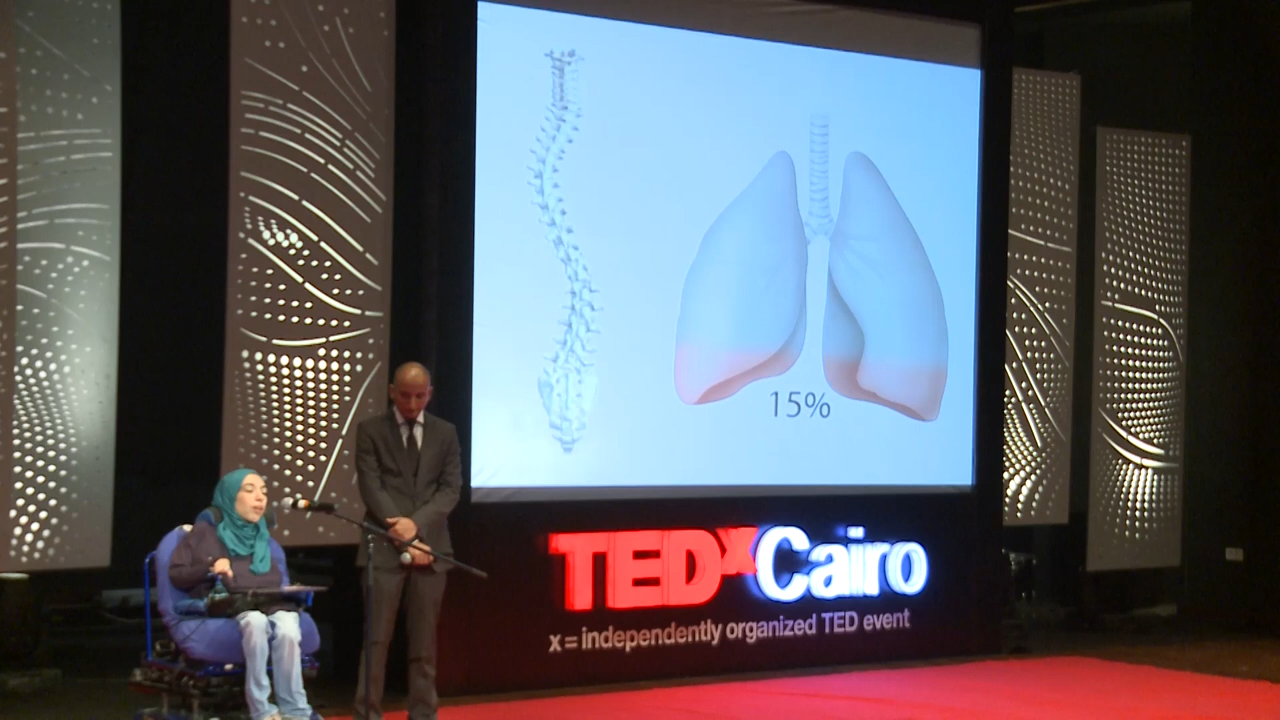 15%
TEDxCairo
x = independently organized TED event